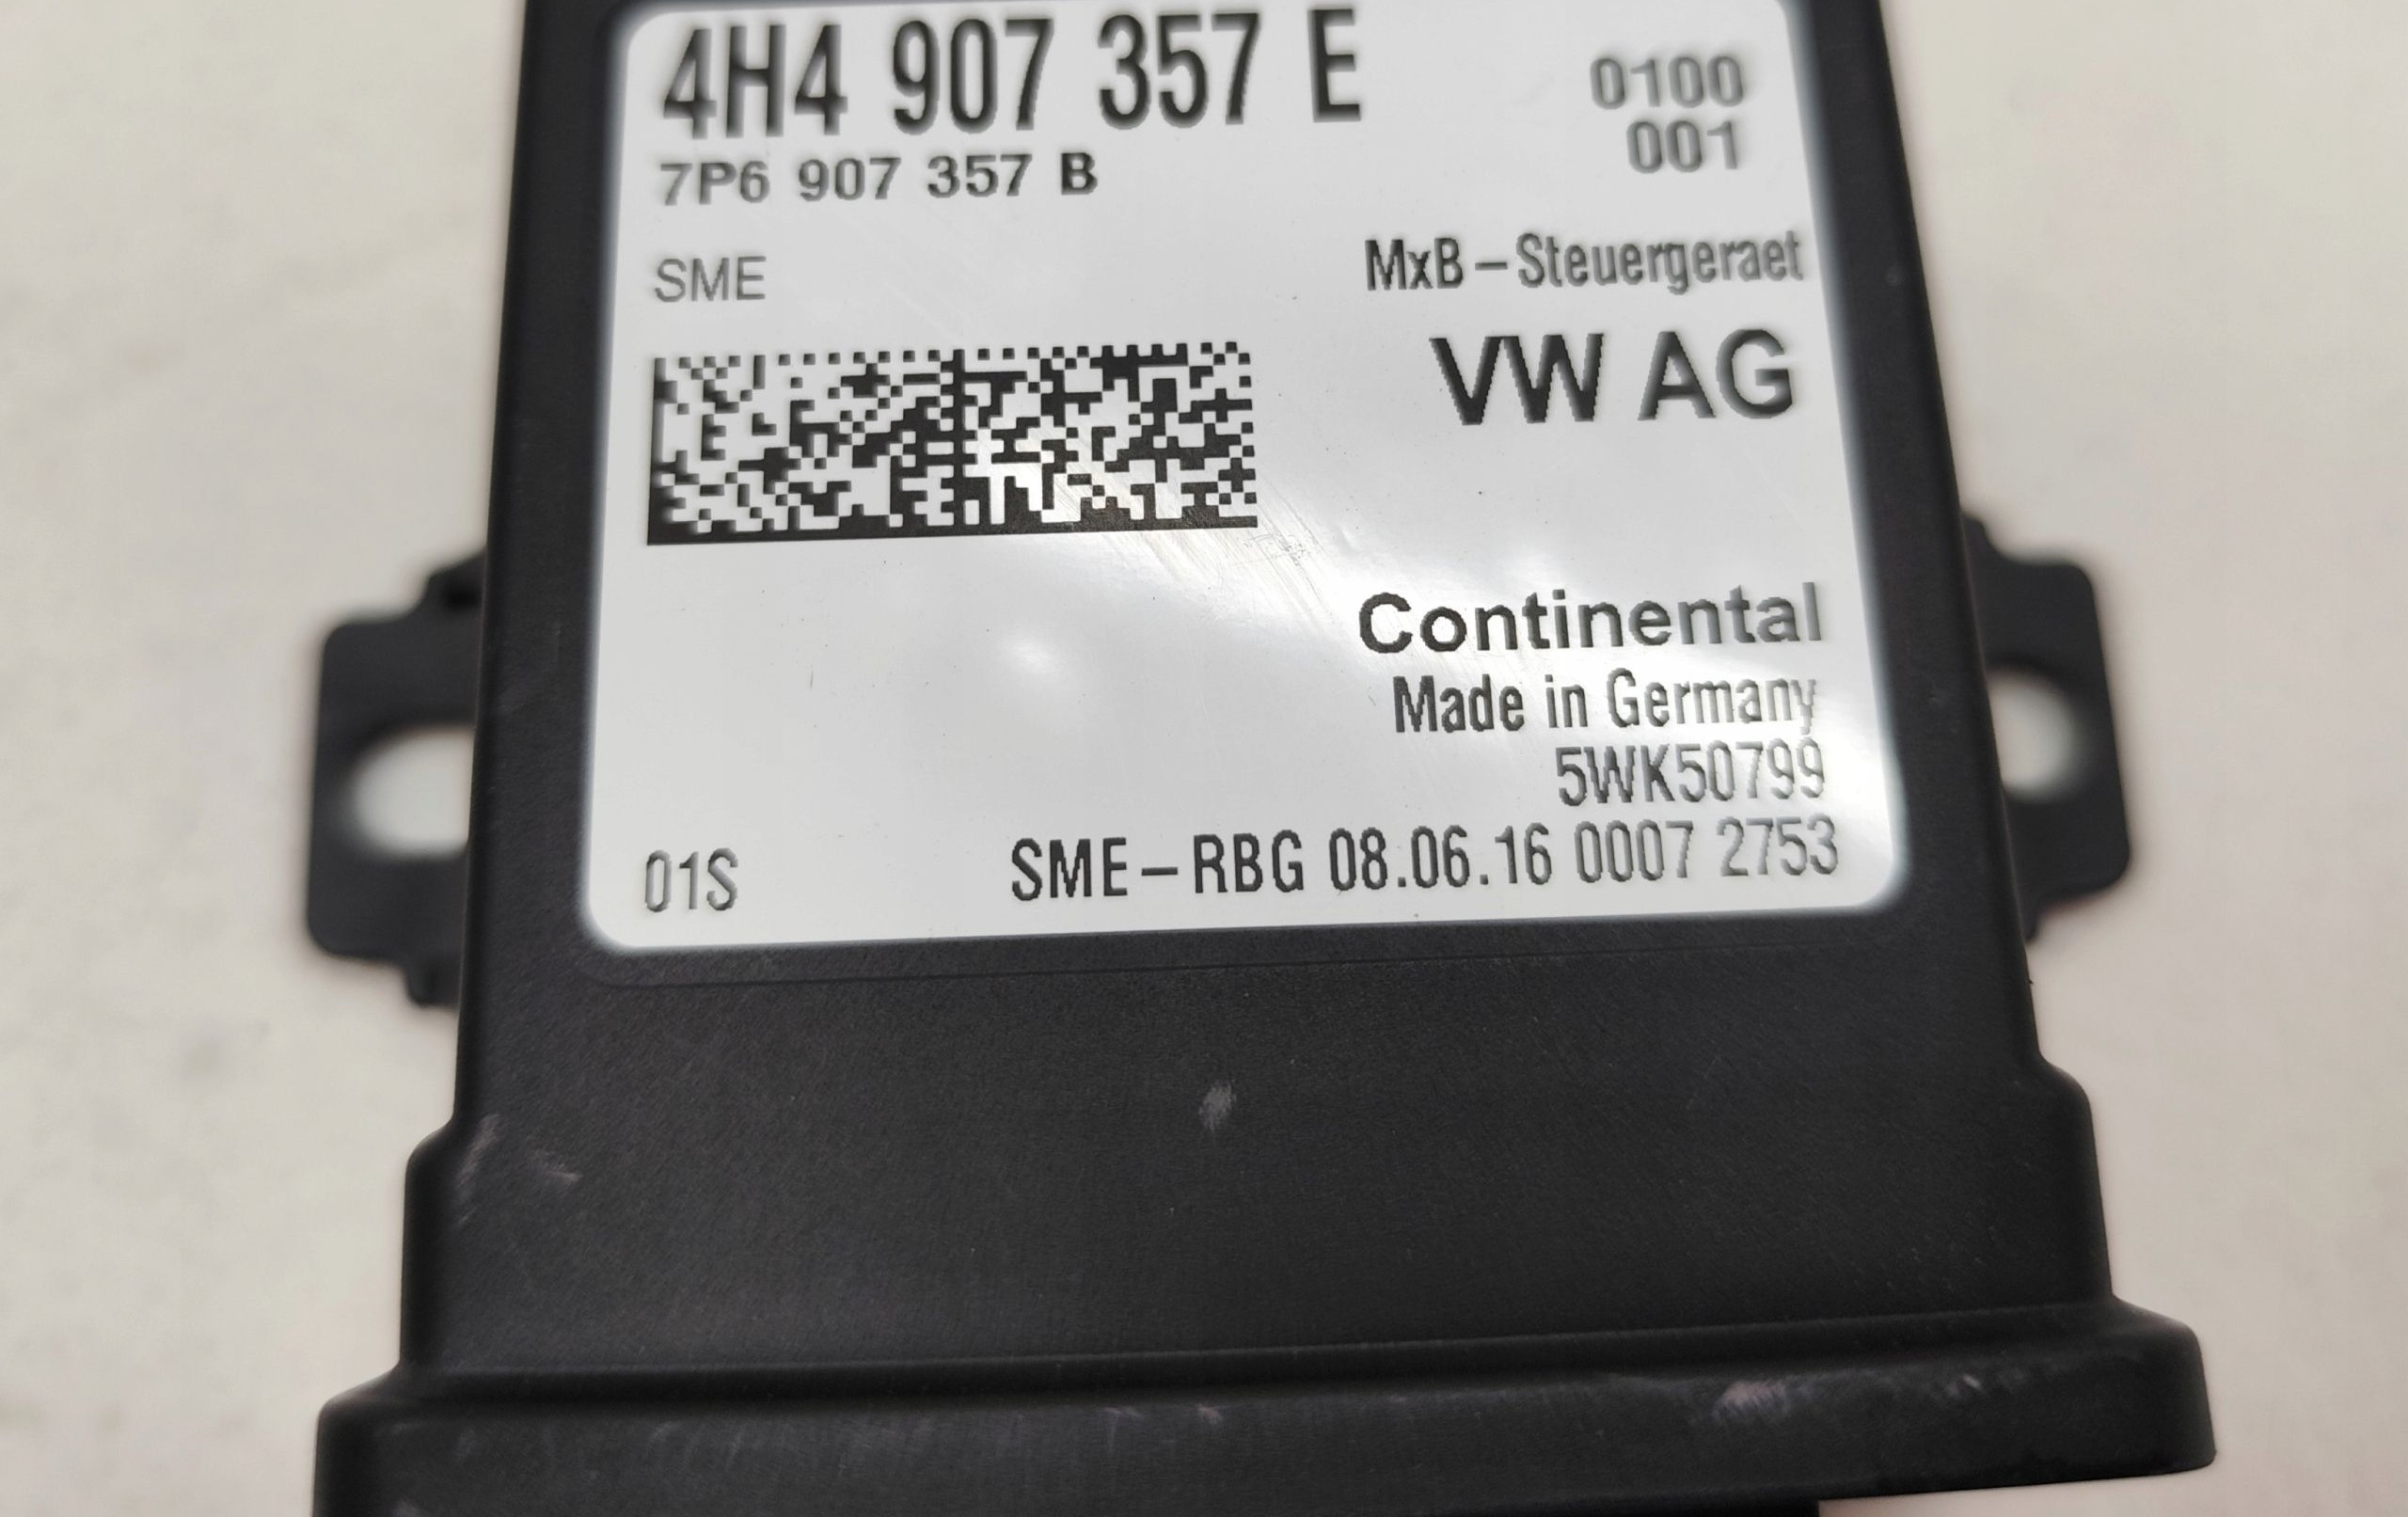 4H4 907 357 E
0100
7P6 907 357 B
001
SME
MxB-Steuergeraet
VW AG
Continental
Made in Germany
5WK50799
01S
SME-RBG 08.06.16 0007 2753